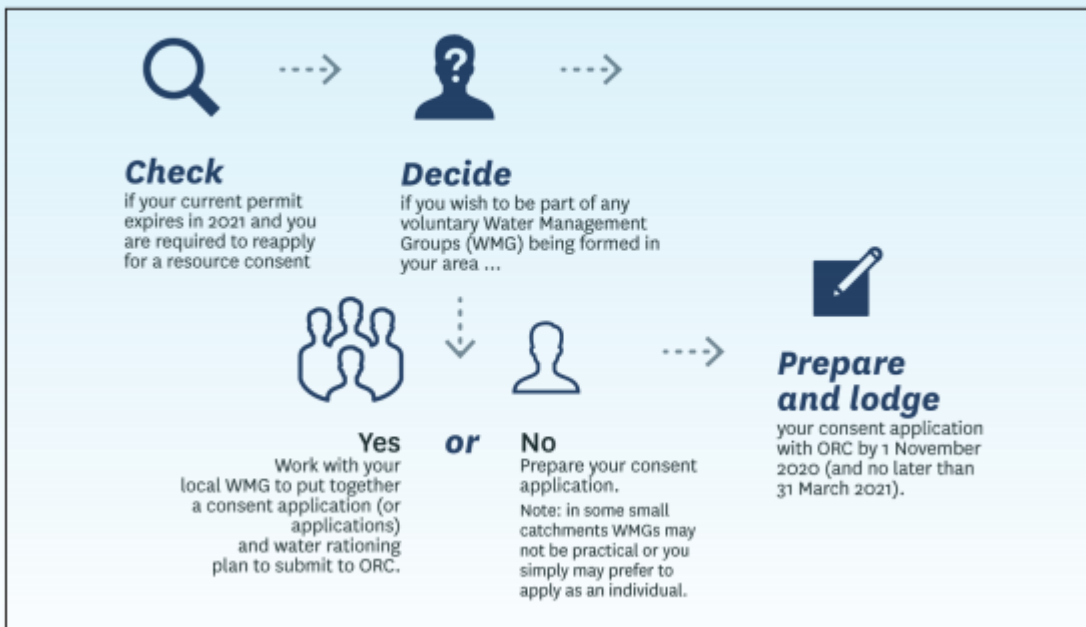 ?
Check
if your current permit
expires in 2021 and you
are required to reapply
for a resource consent
Decide
if you wish to be part of any
voluntary Water Management
Groups (WMG) being formed in
your area ...
Yes
Work with your
local WMG to put together
a consent application (or
applications)
and water rationing
plan to submit to ORC.
or
No
Prepare your consent
application.
Note: in some small
catchments WMGs may
not be practical or you
simply may prefer to
apply as an individual.
Prepare
and lodge
your consent application
with ORC by 1 November
2020 (and no later than
31 March 2021).